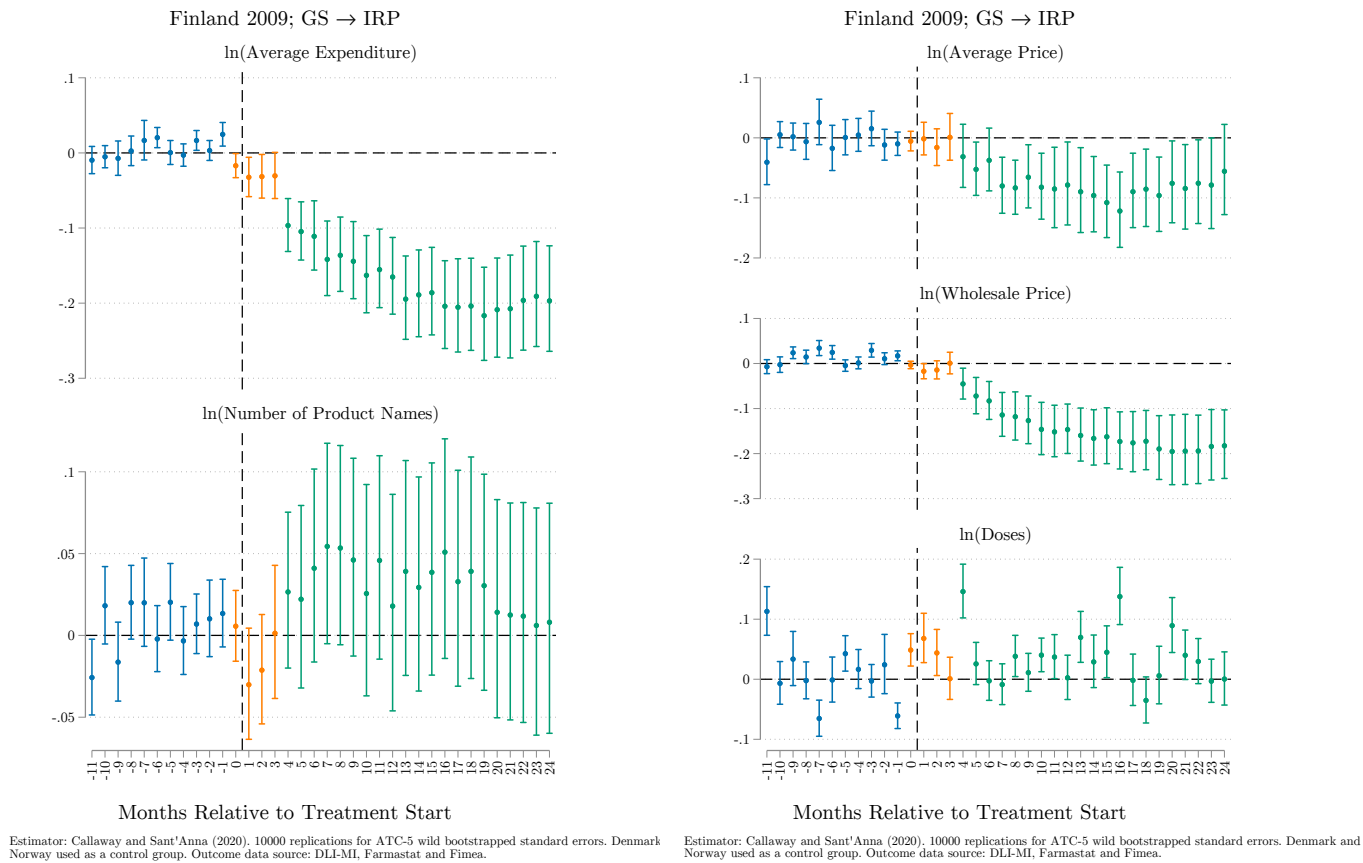 Finland 2009; GS → IRP
ln(Average Expenditure)
.1
0
-.1
-.2
-.3
ln(Number of Product Names)
.1
.05
0
-.05
-11 -10 -9 -8 -7 -6 -5 -4 -3 -2 -1 0 1 2 3 4 5 6 7 8 9 10 11 12 13 14 15 16 17 18 19 20 21 22 23 24
Months Relative to Treatment Start
Estimator: Callaway and Sant'Anna (2020). 10000 replications for ATC-5 wild bootstrapped standard errors. Denmark
Norway used as a control group. Outcome data source: DLI-MI, Farmastat and Fimea.
Finland 2009; GS → IRP
ln(Average Price)
.1
0
-.1
-.2
ln(Wholesale Price)
.1
0
-.1
-.2
-.3
ln(Doses)
.2
.1
0
-.1
-11 -10 -9 -8 -7 -6 -5 -4 -3 -2 -1 0 1 2 3 4 5 6 7 8 9 10 11 12 13 14 15 16 17 18 19 20 21 22 23 24
Months Relative to Treatment Start
Estimator: Callaway and Sant'Anna (2020). 10000 replications for ATC-5 wild bootstrapped standard errors. Denmark and
Norway used as a control group. Outcome data source: DLI-MI, Farmastat and Fimea.